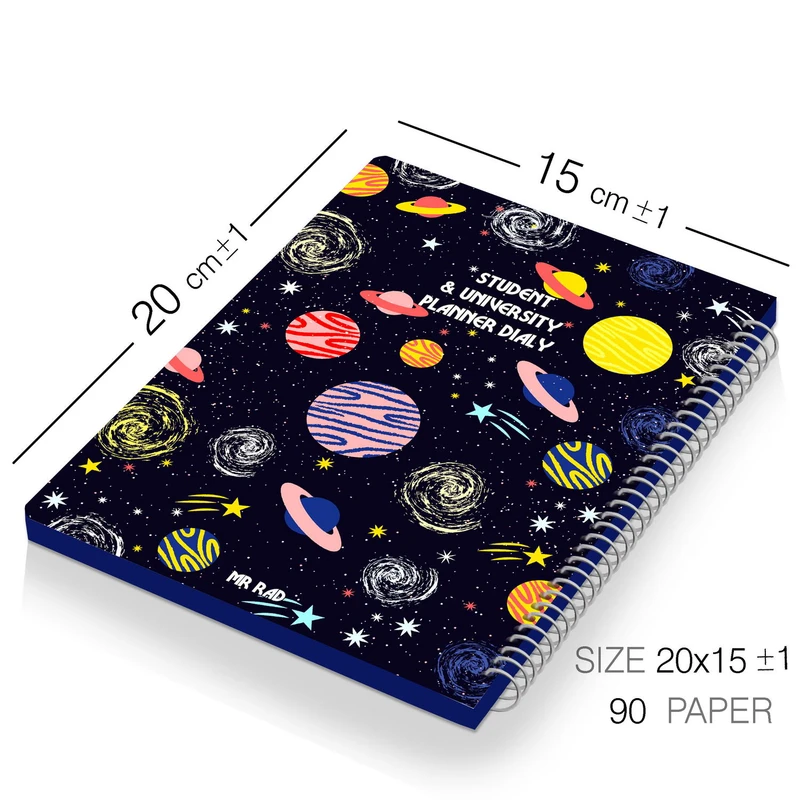 15 cm±1
20 cm±1
STUDENT
& UNIVERSITY
PLANNER DIALY
MR RAD
SIZE 20x15 ±1
90 PAPER